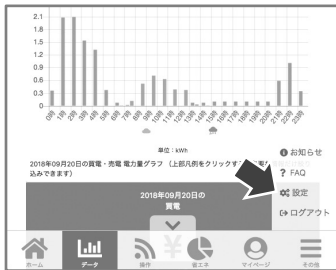 2.1
1.8
1.5
1.2
0.9
0.6
0.3
0
0時 1時 2時 3時 4時 5時 6時 7時 8時 9時 10時 11時 12時 13時 14時 15時 16時 17時 18時 19時 20時 21時 22時 23時
単位：kWh
お知らせ
2018年09月20日の買電・売電 電力量グラフ （上部凡例をクリックす
込みできます）
? FAQ
2018年09月20日の
買電
設定
ログアウト
¥
ホーム
データ
操作
省エネ
マイページ
その他